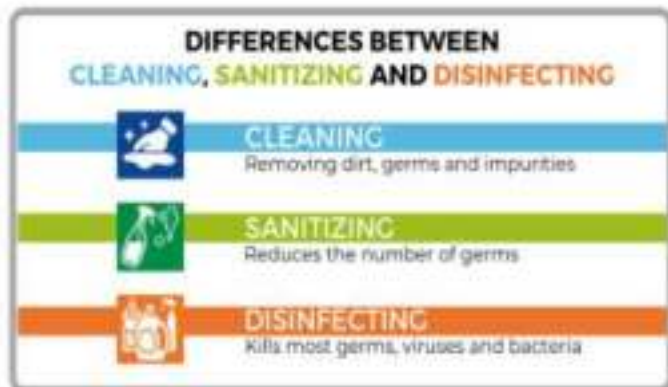 DIFFERENCES BETWEEN
CLEANING, SANITIZING AND DISINFECTING
CLEANING
Removing dirt, germs and impurities
SANITIZING
Reduces the number of germs
DISINFECTING
Kills most germs, viruses and bacteria